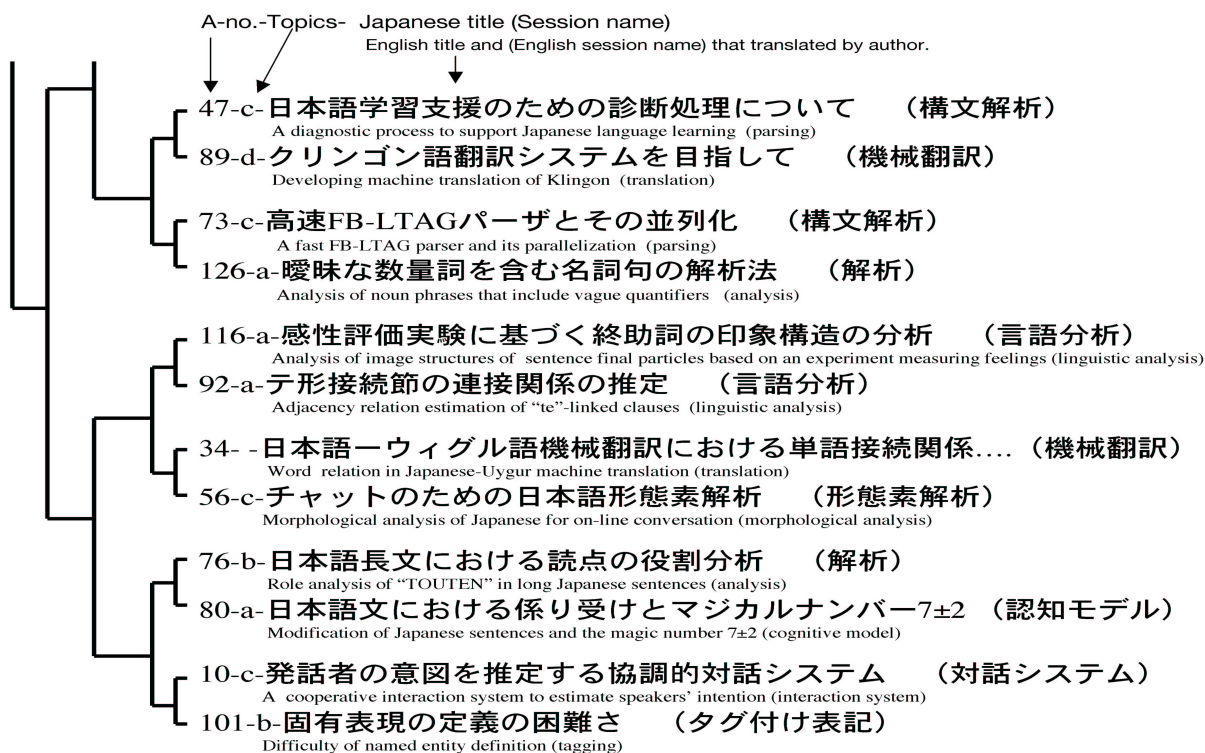 A-no.-Topics- Japanese title (Session name)
English title and (English session name) that translated by author.
47-c-日本語学習支援のための診断処理について （構文解析）
A diagnostic process to support Japanese language learning (parsing)
89-d-クリンゴン語翻訳システムを目指して （機械翻訳）
Developing machine translation of Klingon (translation)
73-c-高速FB-LTAGパーザとその並列化 （構文解析）
A fast FB-LTAG parser and its parallelization (parsing)
126-a-曖昧な数量詞を含む名詞句の解析法 （解析）
Analysis of noun phrases that include vague quantifiers (analysis)
116-a-感性評価実験に基づく終助詞の印象構造の分析 （言語分析）
Analysis of image structures of sentence final particles based on an experiment measuring feelings (linguistic analysis)
92-a-テ形接続節の連接関係の推定 （言語分析）
Adjacency relation estimation of “te”-linked clauses (linguistic analysis)
34- -日本語ーウィグル語機械翻訳における単語接続関係.... （機械翻訳）
Word relation in Japanese-Uygur machine translation (translation)
56-c-チャットのための日本語形態素解析 （形態素解析）
Morphological analysis of Japanese for on-line conversation (morphological analysis)
76-b-日本語長文における読点の役割分析 （解析）
Role analysis of “TOUTEN” in long Japanese sentences (analysis)
80-a-日本語文における係り受けとマジカルナンバー7±2 （認知モデル）
Modification of Japanese sentences and the magic number 7±2 (cognitive model)
10-c-発話者の意図を推定する協調的対話システム （対話システム）
A cooperative interaction system to estimate speakers’ intention (interaction system)
101-b-固有表現の定義の困難さ （タグ付け表記）
Difficulty of named entity definition (tagging)